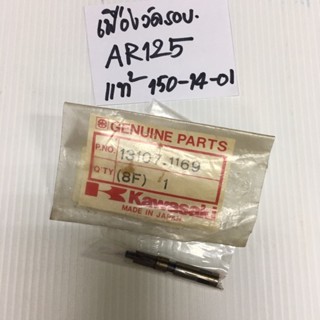 เฟืองวัดรอบ.
AR125
แท้ 150-14-01
GENUINE PARTS
P.NO. 13107-1169
Q'TY (8F) 1
Kawasaki
MADE IN JAPAN